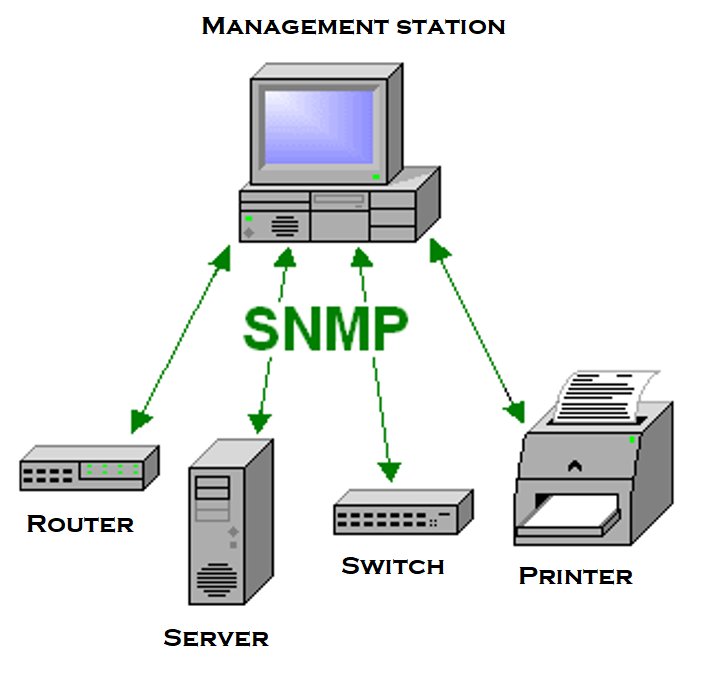 Management station
SNMP
Router
Switch
Printer
Server